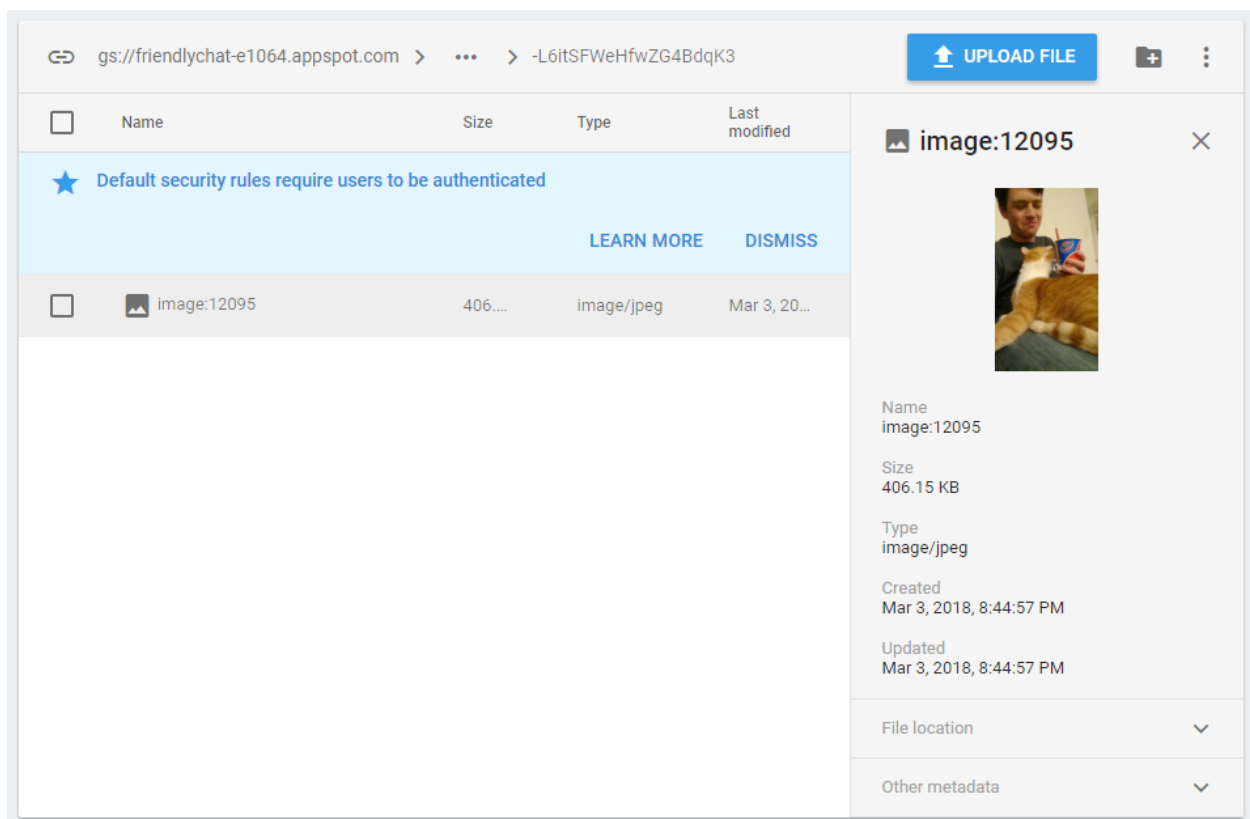 gs://friendlychat-e1064.appspot.com > ••• > -L6itSFWeHfwZG4BdqK3
UPLOAD FILE
Name Size Type Last modified
Default security rules require users to be authenticated
LEARN MORE DISMISS
image:12095 406.... image/jpeg Mar 3, 20...
image:12095
Name
image:12095
Size
406.15 KB
Type
image/jpeg
Created
Mar 3, 2018, 8:44:57 PM
Updated
Mar 3, 2018, 8:44:57 PM
File location
Other metadata